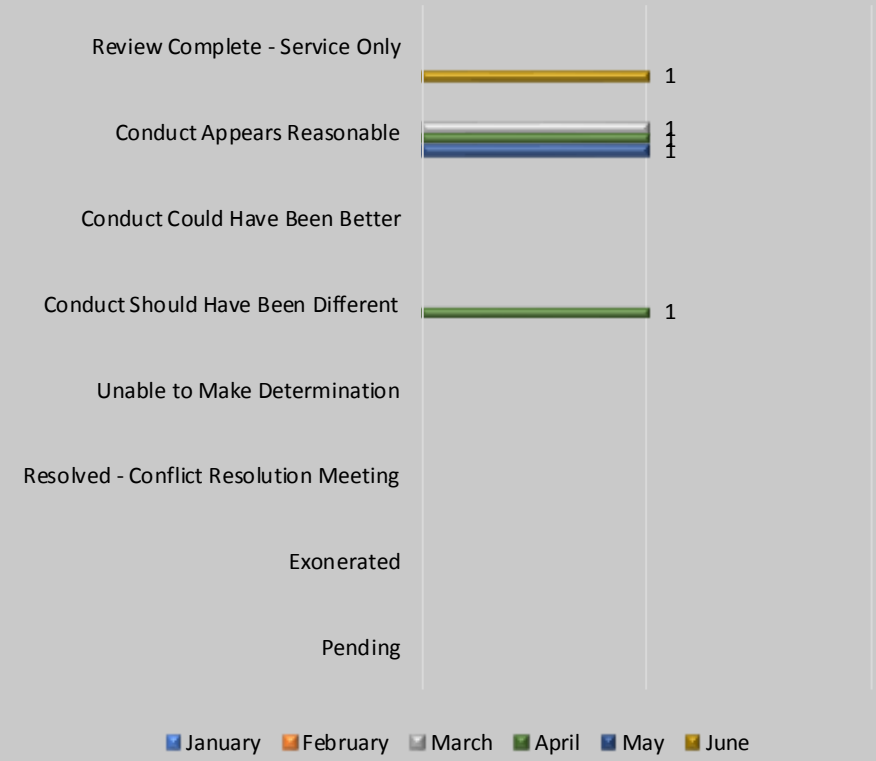 Review Complete - Service Only
1
Conduct Appears Reasonable
1
1
1
Conduct Could Have Been Better
Conduct Should Have Been Different
1
Unable to Make Determination
Resolved - Conflict Resolution Meeting
Exonerated
Pending
January February March April May June